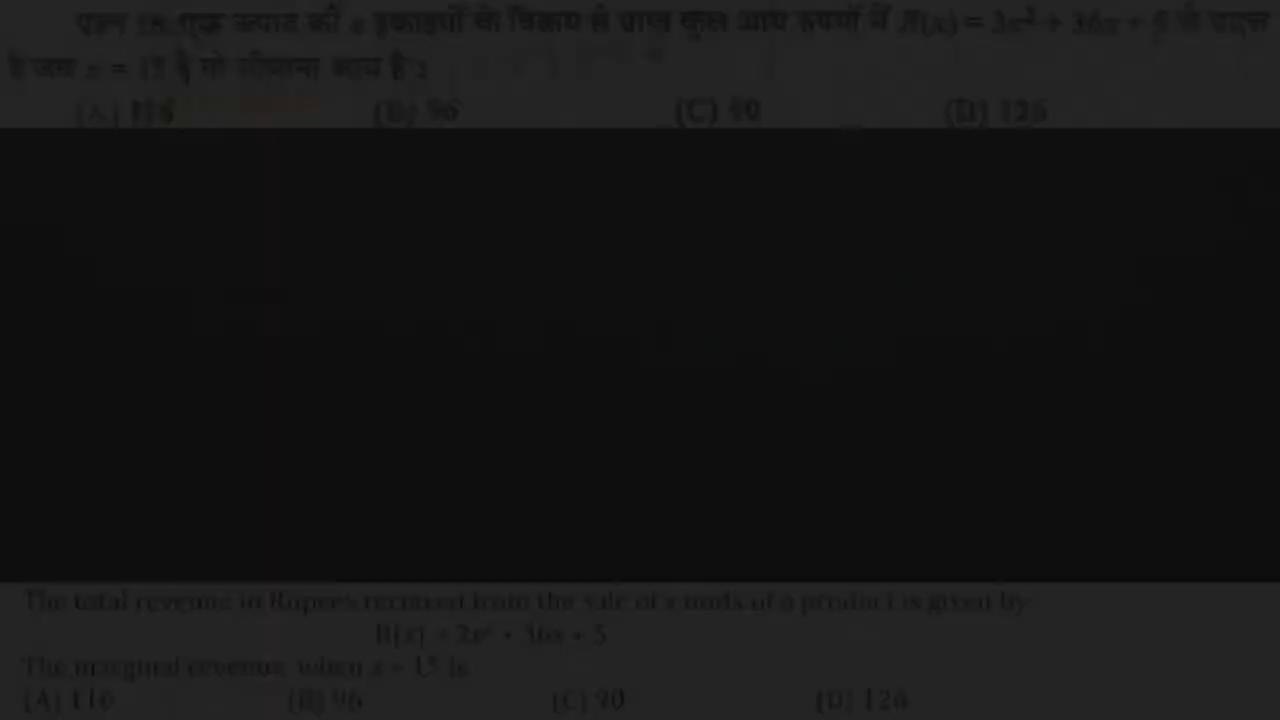 प्रश्न 18. एक उत्पाद की x इकाइयों के विक्रय से प्राप्त कुल आय रुपयों में R(x) = 3x² + 36x + 5 से प्रदत्त
है जब x = 15 है तो सीमान्त आय है :
(A) 116 (B) 96 (C) 90 (D) 126
The total revenue in Rupees received from the sale of x units of a product is given by
R(x) = 3x² + 36x + 5
The marginal revenue, when x = 15 is
(A) 116 (B) 96 (C) 90 (D) 126